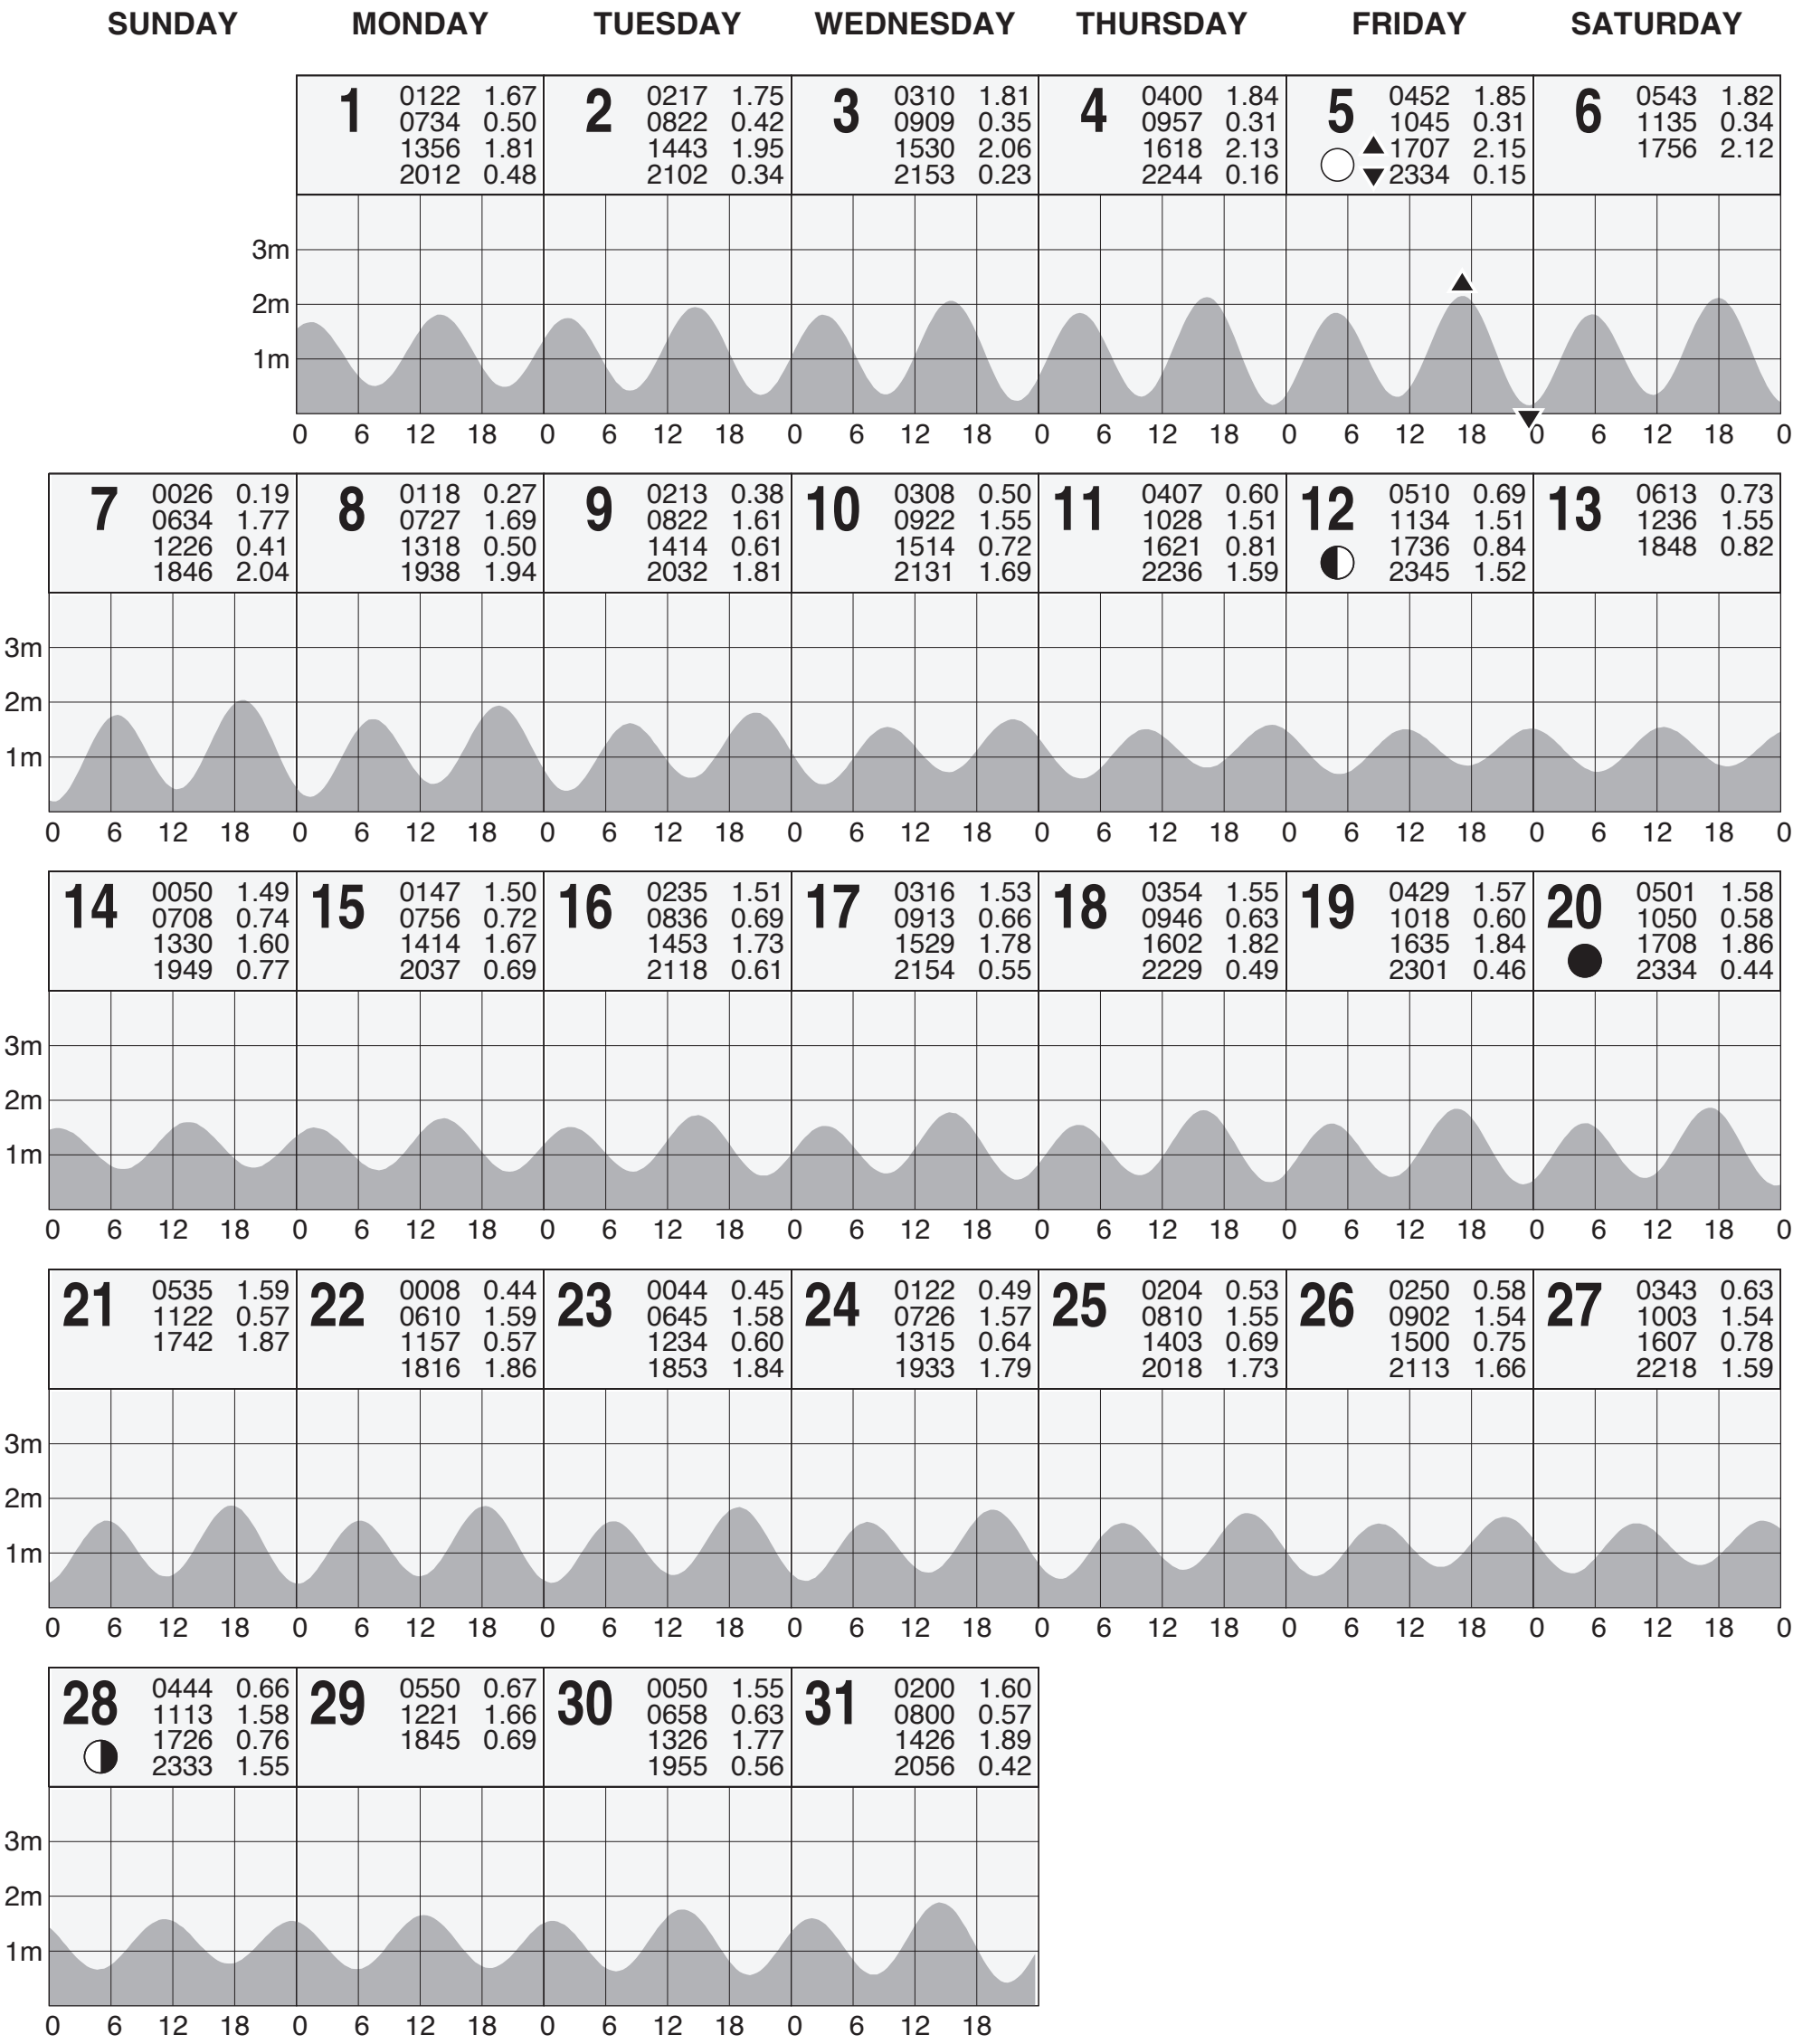 SUNDAY MONDAY TUESDAY WEDNESDAY THURSDAY FRIDAY SATURDAY
1 0122 1.67 0734 0.50 1356 1.81 2012 0.48
2 0217 1.75 0822 0.42 1443 1.95 2102 0.34
3 0310 1.81 0909 0.35 1530 2.06 2153 0.23
4 0400 1.84 0957 0.31 1618 2.13 2244 0.16
5 0452 1.85 1045 0.31 1707 2.15 2334 0.15
6 0543 1.82 1135 0.34 1756 2.12
3m
2m
1m
0 6 12 18 0 6 12 18 0 6 12 18 0 6 12 18 0 6 12 18 0 6 12 18 0
7 0026 0.19 0634 1.77 1226 0.41 1846 2.04
8 0118 0.27 0727 1.69 1318 0.50 1938 1.94
9 0213 0.38 0822 1.61 1414 0.61 2032 1.81
10 0308 0.50 0922 1.55 1514 0.72 2131 1.69
11 0407 0.60 1028 1.51 1621 0.81 2236 1.59
12 0510 0.69 1134 1.51 1736 0.84 2345 1.52
13 0613 0.73 1236 1.55 1848 0.82
3m
2m
1m
0 6 12 18 0 6 12 18 0 6 12 18 0 6 12 18 0 6 12 18 0 6 12 18 0 6 12 18 0
14 0050 1.49 0708 0.74 1330 1.60 1949 0.77
15 0147 1.50 0756 0.72 1414 1.67 2037 0.69
16 0235 1.51 0836 0.69 1453 1.73 2118 0.61
17 0316 1.53 0913 0.66 1529 1.78 2154 0.55
18 0354 1.55 0946 0.63 1602 1.82 2229 0.49
19 0429 1.57 1018 0.60 1635 1.84 2301 0.46
20 0501 1.58 1050 0.58 1708 1.86 2334 0.44
3m
2m
1m
0 6 12 18 0 6 12 18 0 6 12 18 0 6 12 18 0 6 12 18 0 6 12 18 0 6 12 18 0
21 0535 1.59 1122 0.57 1742 1.87
22 0008 0.44 0610 1.59 1157 0.57 1816 1.86
23 0044 0.45 0645 1.58 1234 0.60 1853 1.84
24 0122 0.49 0726 1.57 1315 0.64 1933 1.79
25 0204 0.53 0810 1.55 1403 0.69 2018 1.73
26 0250 0.58 0902 1.54 1500 0.75 2113 1.66
27 0343 0.63 1003 1.54 1607 0.78 2218 1.59
3m
2m
1m
0 6 12 18 0 6 12 18 0 6 12 18 0 6 12 18 0 6 12 18 0 6 12 18 0 6 12 18 0
28 0444 0.66 1113 1.58 1726 0.76 2333 1.55
29 0550 0.67 1221 1.66 1845 0.69
30 0050 1.55 0658 0.63 1326 1.77 1955 0.56
31 0200 1.60 0800 0.57 1426 1.89 2056 0.42
3m
2m
1m
0 6 12 18 0 6 12 18 0 6 12 18 0 6 12 18